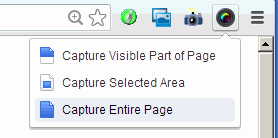 Capture Visible Part of Page
Capture Selected Area
Capture Entire Page